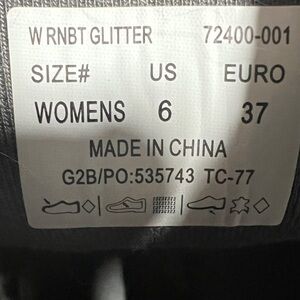 W RNBT GLITTER 72400-001
SIZE# US EURO
WOMENS 6 37
MADE IN CHINA
G2B/PO:535743 TC-77